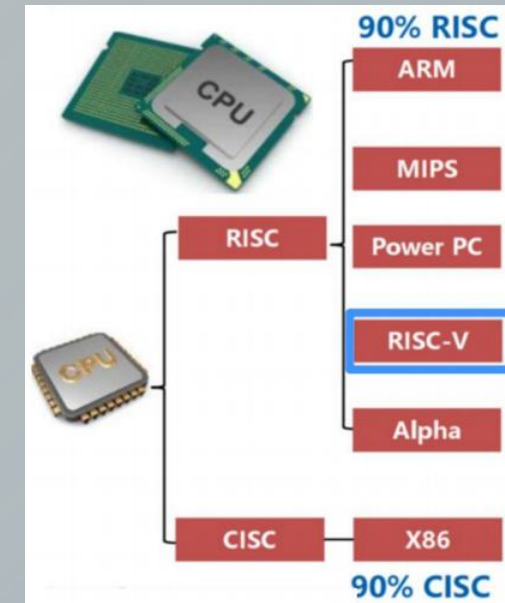 90% RISC
ARM
CPU
MIPS
RISC
Power PC
RISC-V
CPU
Alpha
CISC
X86
90% CISC